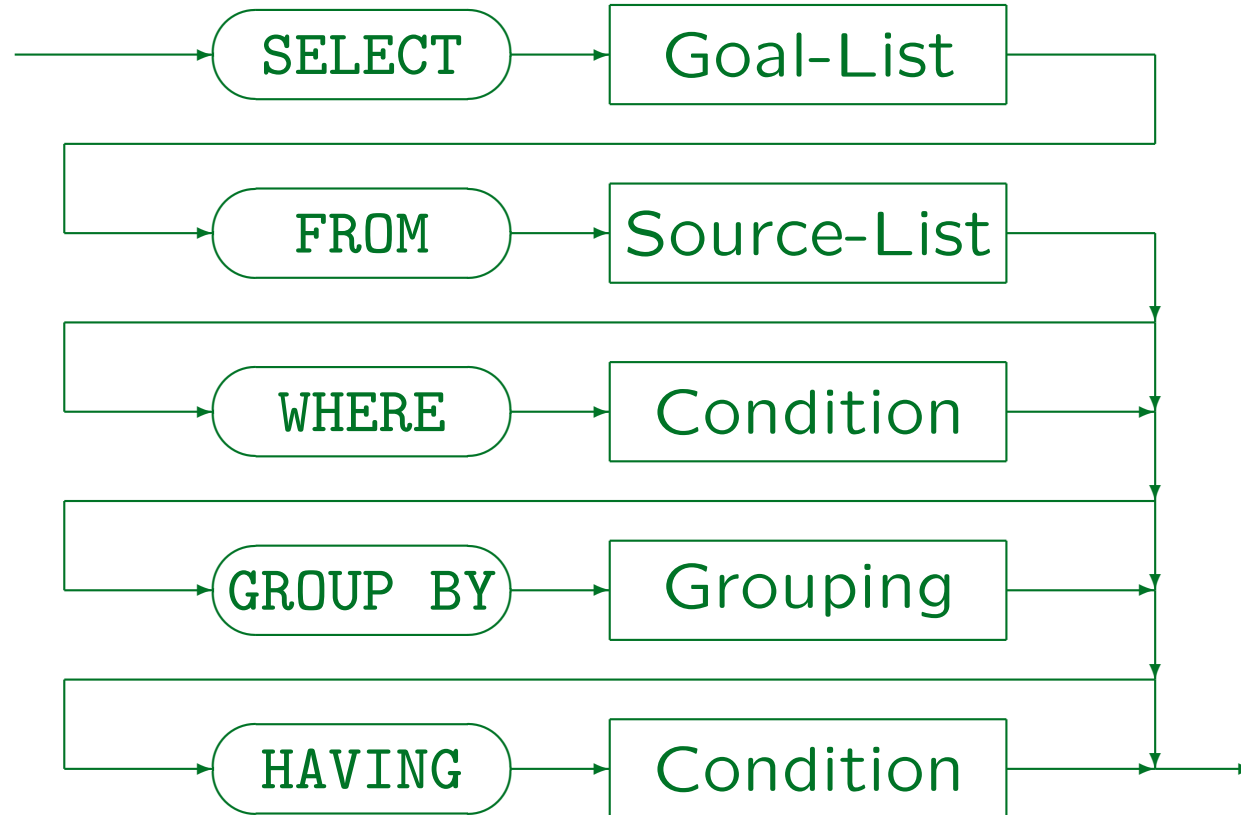 SELECT Goal-List
FROM Source-List
WHERE Condition
GROUP BY Grouping
HAVING Condition